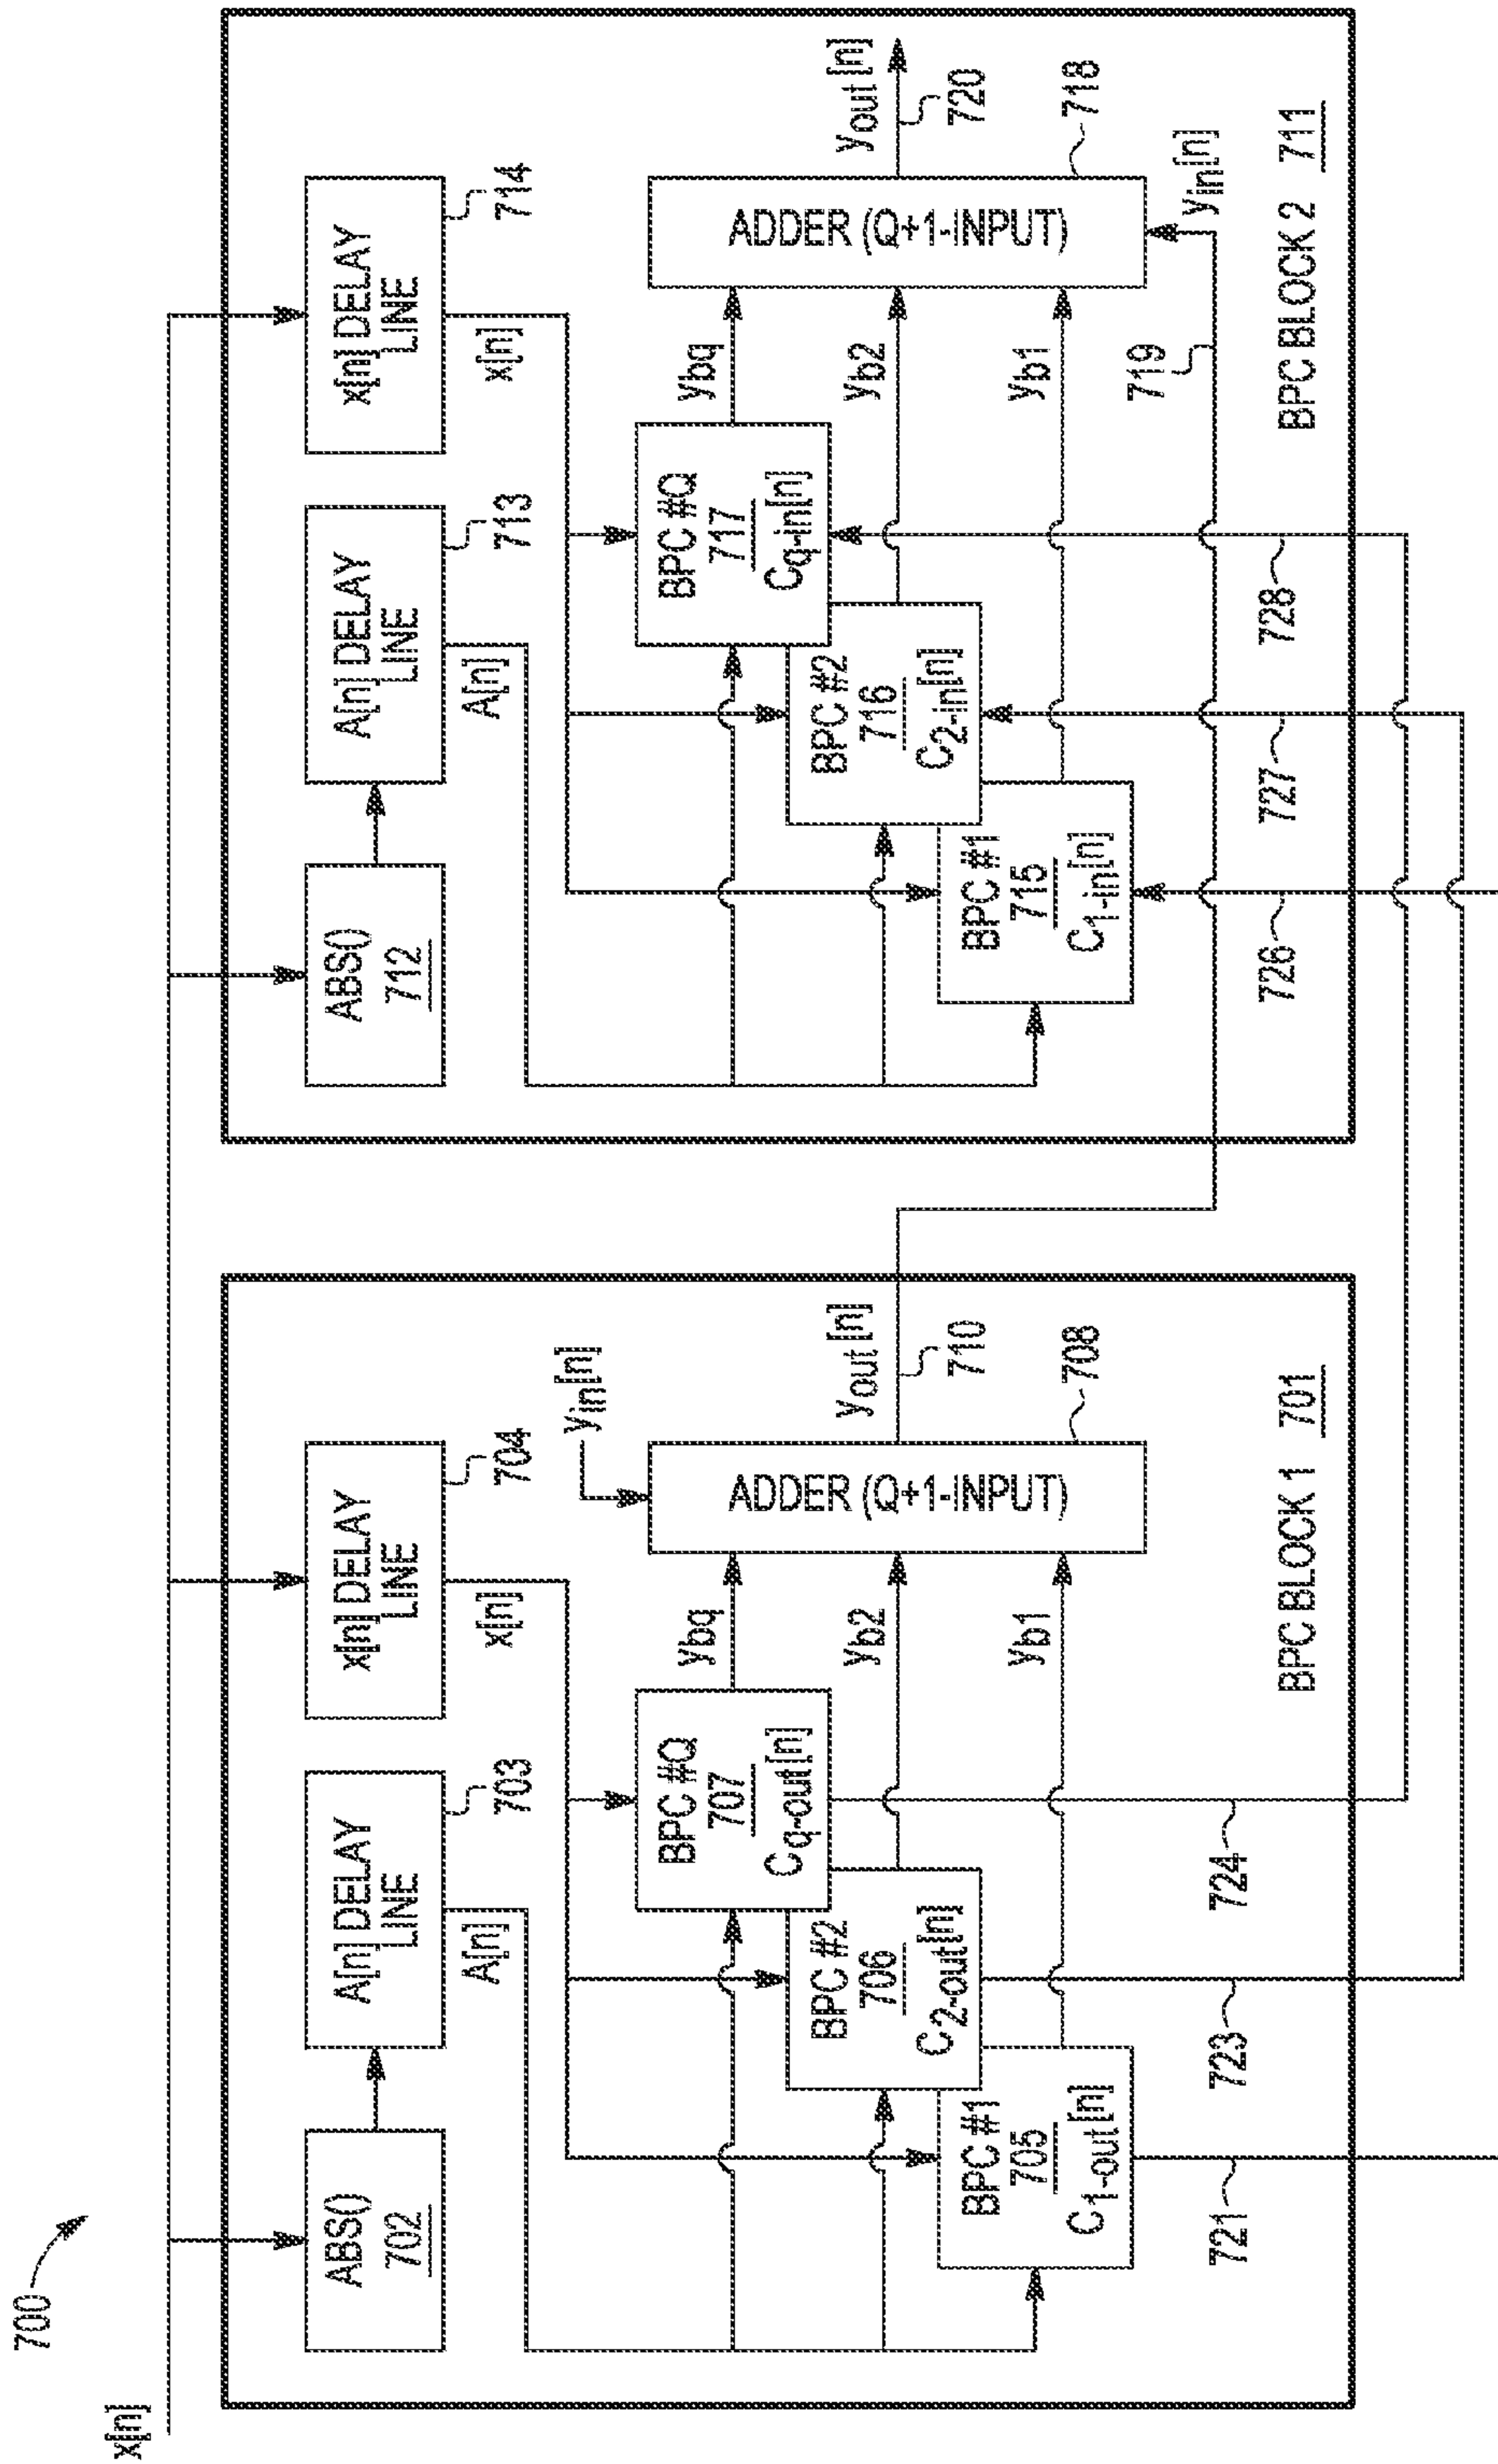 700
x[n]
ABS()
702
A[n] DELAY
LINE
703
x[n] DELAY
LINE
704
A[n]
x[n]
yin[n]
BPC #Q
707
Cq-out[n]
BPC #2
706
C2-out[n]
BPC #1
705
C1-out[n]
ybq
yb2
yb1
ADDER (Q+1-INPUT)
yout[n]
710
708
721
723
724
BPC BLOCK 1 701
ABS()
712
A[n] DELAY
LINE
713
x[n] DELAY
LINE
714
A[n]
x[n]
BPC #Q
717
Cq-in[n]
BPC #2
716
C2-in[n]
BPC #1
715
C1-in[n]
ybq
yb2
yb1
ADDER (Q+1-INPUT)
yout[n]
720
718
719
yin[n]
726
727
728
BPC BLOCK 2 711